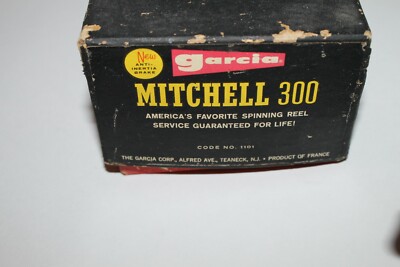 New
ANTI-
INERTIA
BRAKE
garcia
MITCHELL 300
AMERICA'S FAVORITE SPINNING REEL
SERVICE GUARANTEED FOR LIFE!
CODE NO. 1101
THE GARCIA CORP., ALFRED AVE., TEANECK, N.J. • PRODUCT OF FRANCE